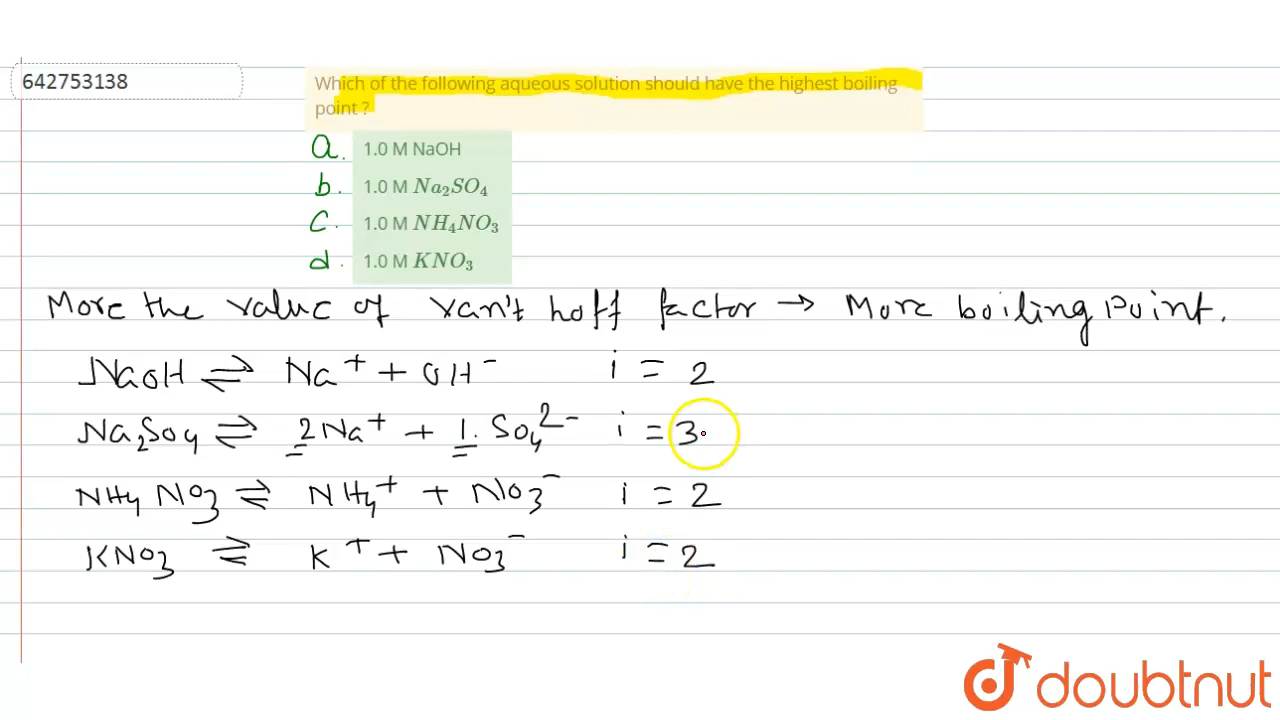 642753138
Which of the following aqueous solution should have the highest boiling
point ?
a. 1.0 M NaOH
b. 1.0 M Na₂SO₄
c. 1.0 M NH₄NO₃
d. 1.0 M KNO₃
More the value of van't hoff factor → More boiling Point.
NaOH ⇌ Na⁺ + OH⁻ i = 2
Na₂SO₄ ⇌ 2Na⁺ + 1. SO₄²⁻ i = 3
NH₄NO₃ ⇌ NH₄⁺ + NO₃⁻ i = 2
KNO₃ ⇌ K⁺ + NO₃⁻ i = 2
doubtnut